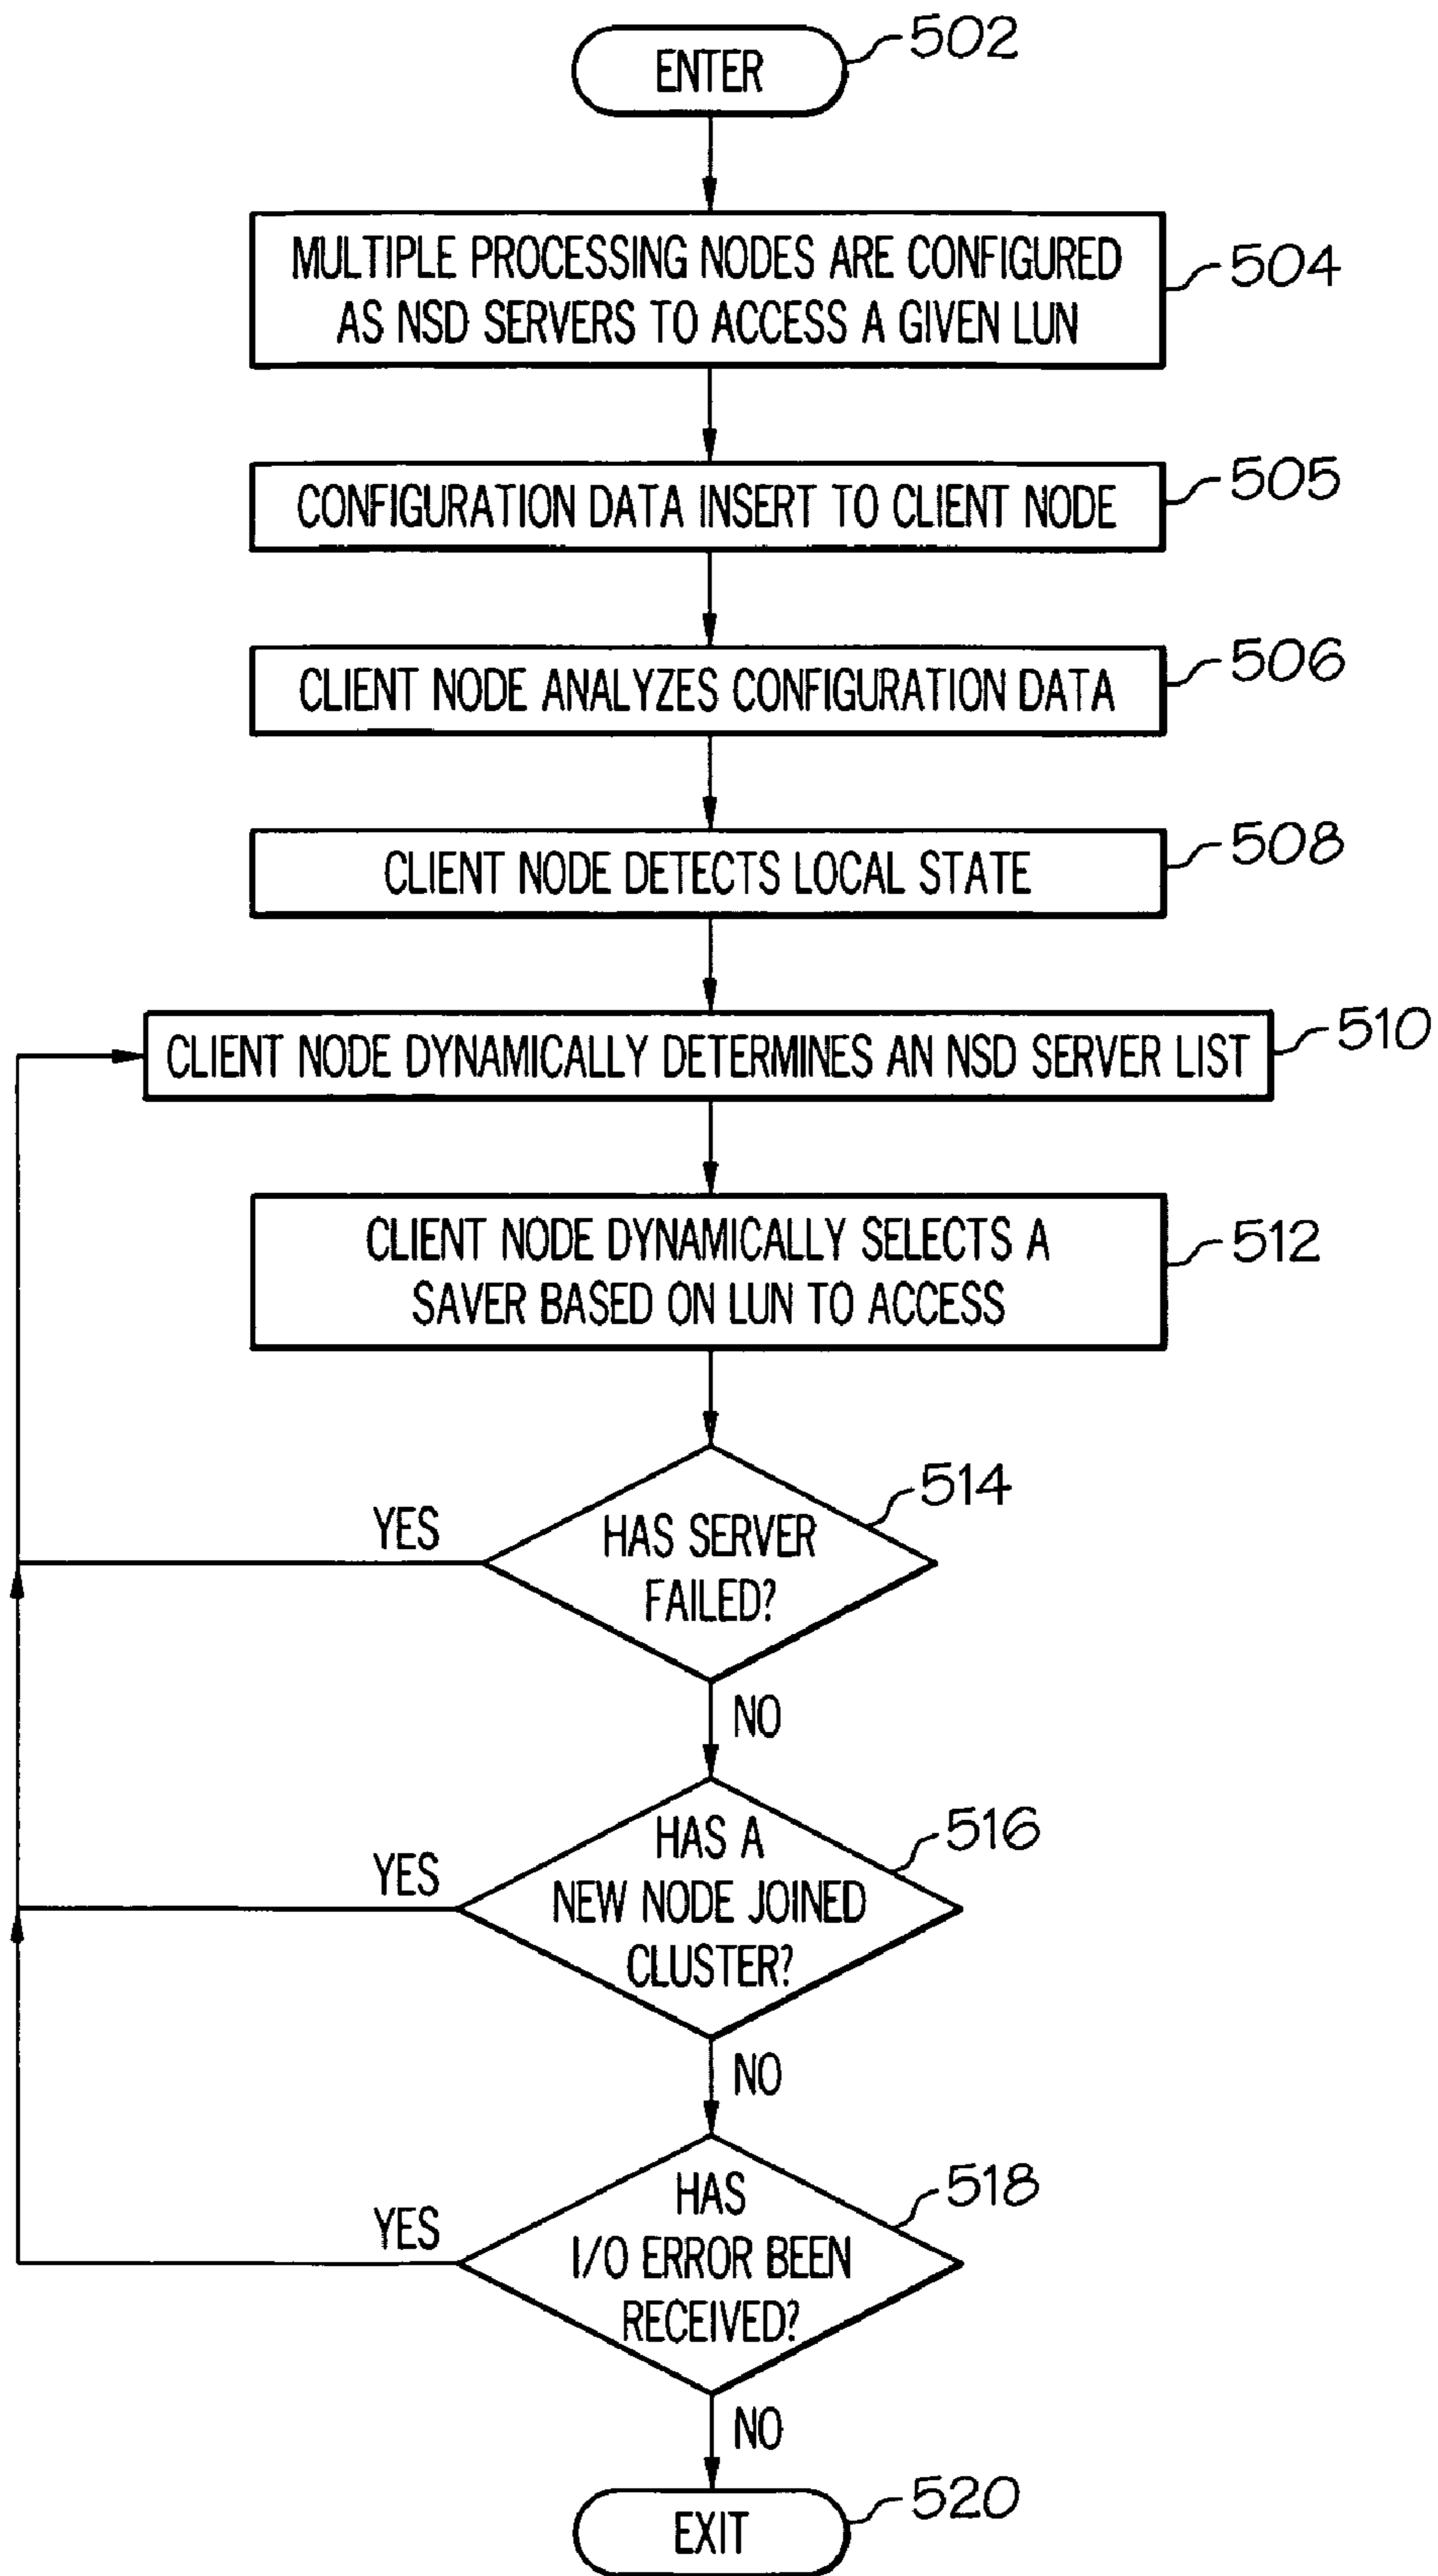 ENTER
502
MULTIPLE PROCESSING NODES ARE CONFIGURED
AS NSD SERVERS TO ACCESS A GIVEN LUN
504
CONFIGURATION DATA INSERT TO CLIENT NODE
505
CLIENT NODE ANALYZES CONFIGURATION DATA
506
CLIENT NODE DETECTS LOCAL STATE
508
CLIENT NODE DYNAMICALLY DETERMINES AN NSD SERVER LIST
510
CLIENT NODE DYNAMICALLY SELECTS A
SAVER BASED ON LUN TO ACCESS
512
HAS SERVER
FAILED?
514
YES
NO
HAS A
NEW NODE JOINED
CLUSTER?
516
YES
NO
HAS
I/O ERROR BEEN
RECEIVED?
518
YES
NO
EXIT
520